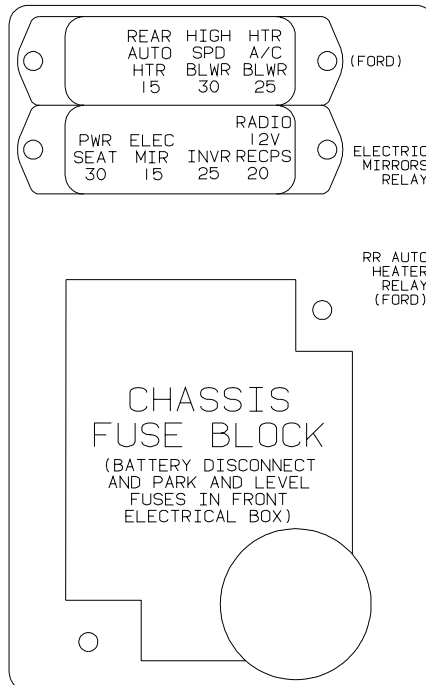 REAR HIGH HTR
AUTO SPD A/C
HTR BLWR BLWR
15 30 25
(FORD)
RADIO
12V
PWR ELEC
SEAT MIR INVR RECPS
30 15 25 20
ELECTRIC
MIRRORS
RELAY
RR AUTO
HEATER
RELAY
(FORD)
CHASSIS
FUSE BLOCK
(BATTERY DISCONNECT
AND PARK AND LEVEL
FUSES IN FRONT
ELECTRICAL BOX)